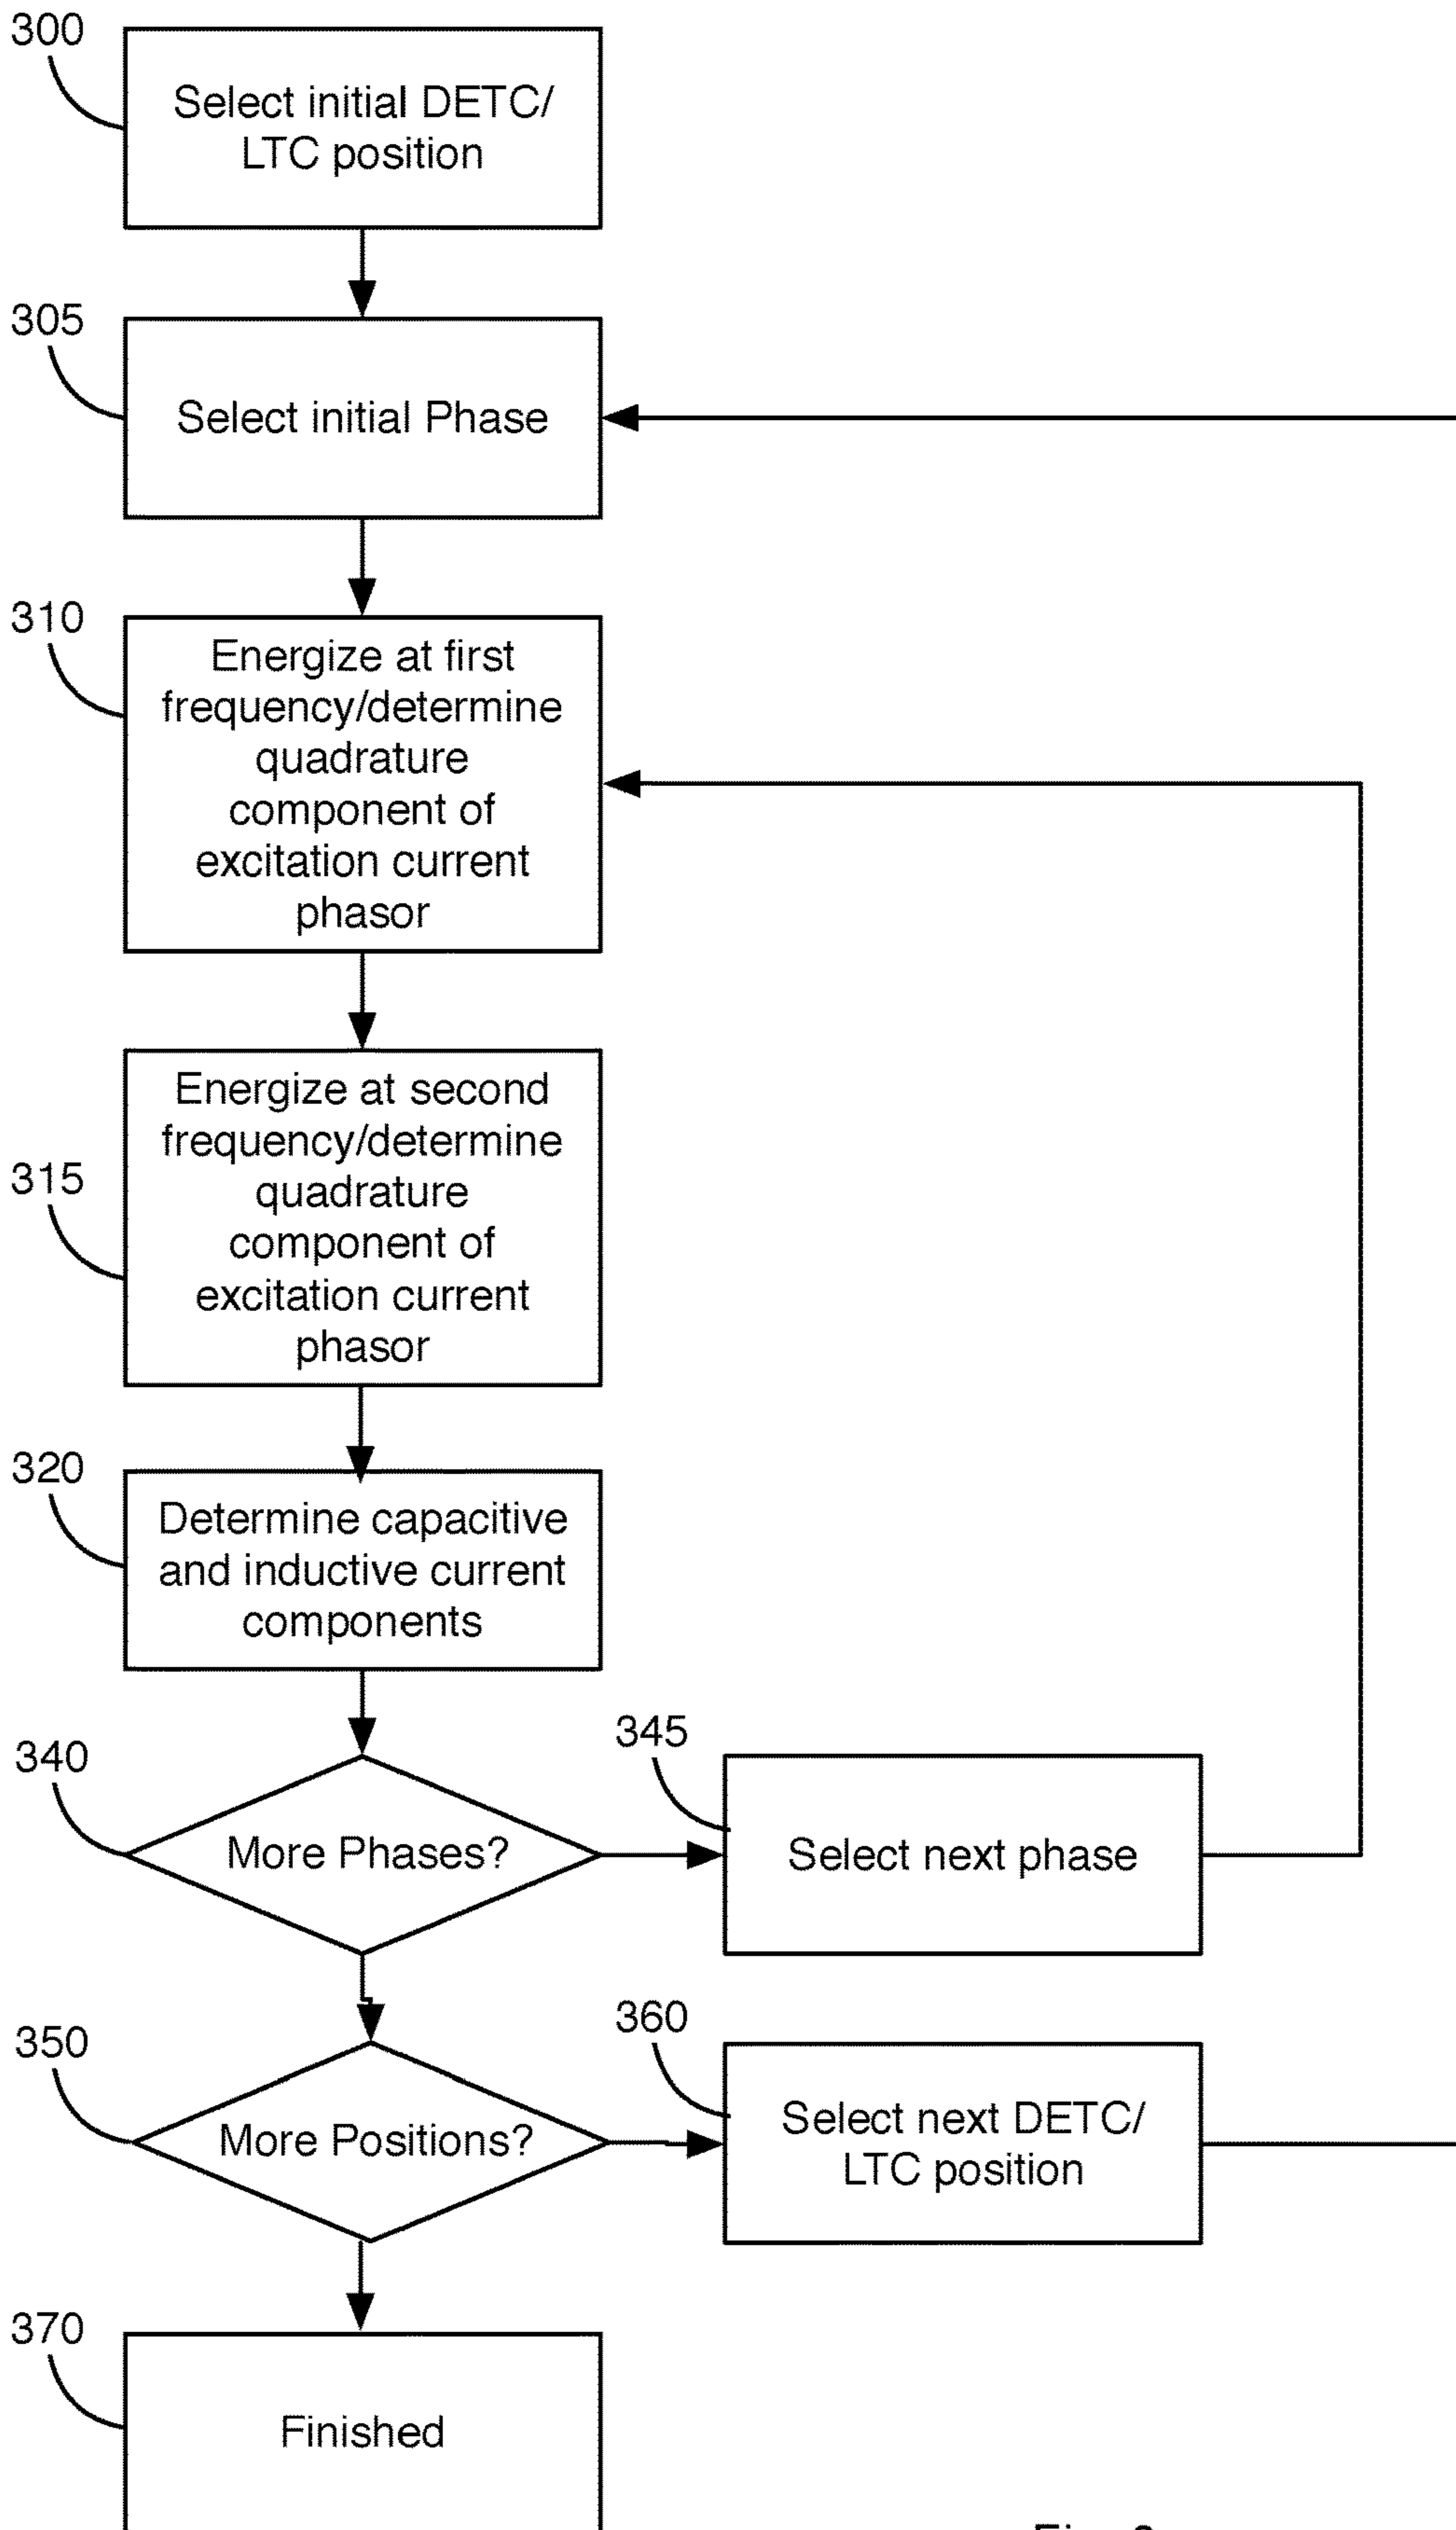 300
Select initial DETC/
LTC position
305
Select initial Phase
310
Energize at first
frequency/determine
quadrature
component of
excitation current
phasor
315
Energize at second
frequency/determine
quadrature
component of
excitation current
phasor
320
Determine capacitive
and inductive current
components
340
More Phases?
345
Select next phase
350
More Positions?
360
Select next DETC/
LTC position
370
Finished